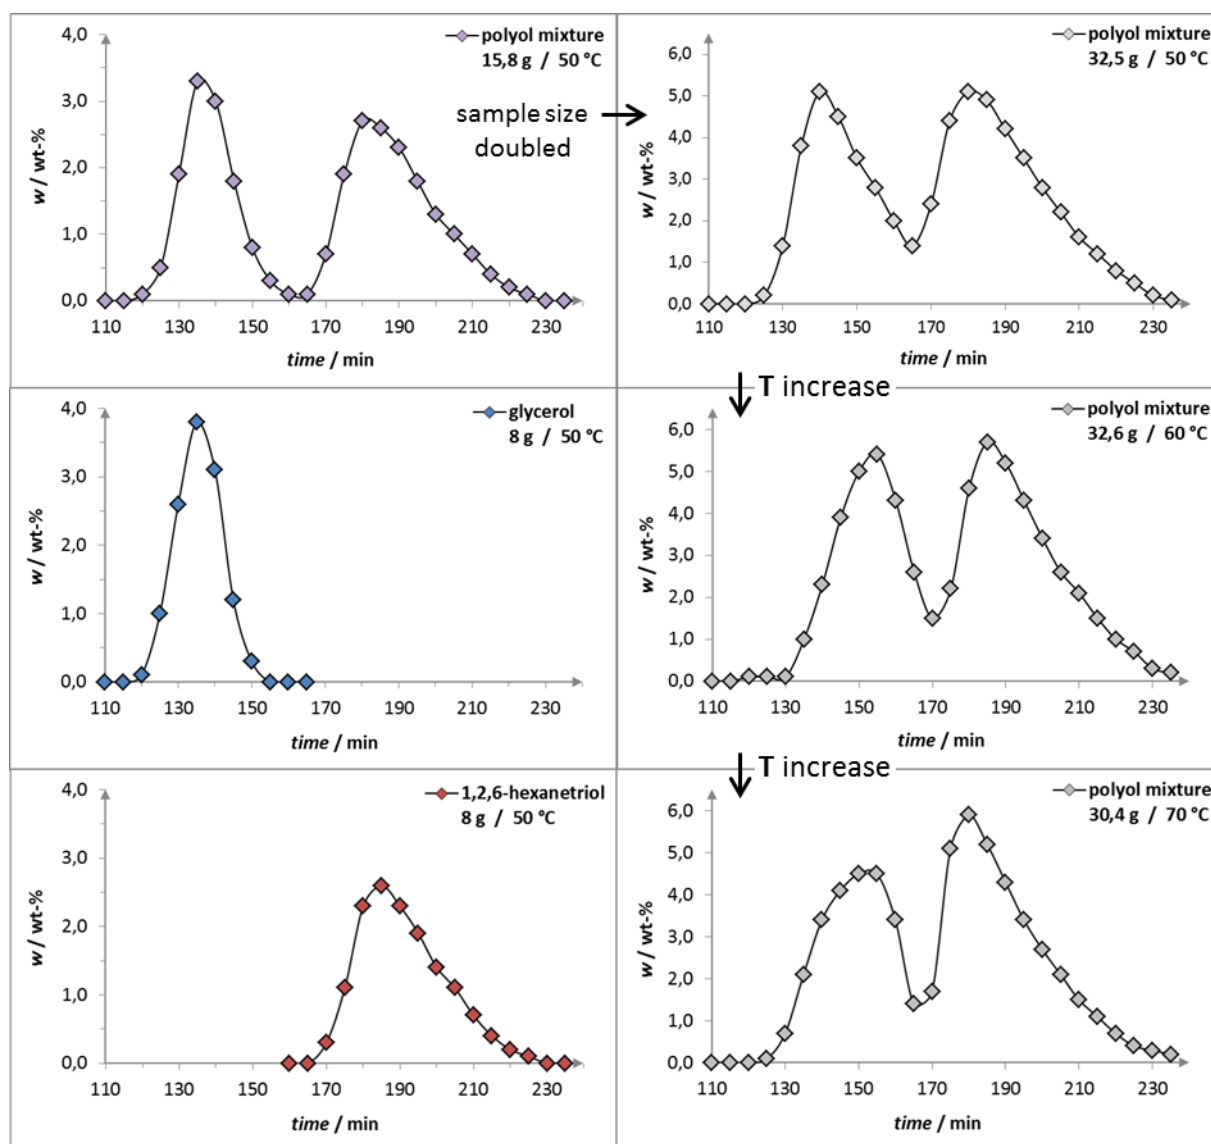 polyol mixture
15,8 g / 50 °C
4,0
3,0
2,0
1,0
0,0
w / wt-%
110 130 150 170 190 210 230
time / min
sample size
doubled
polyol mixture
32,5 g / 50 °C
6,0
5,0
4,0
3,0
2,0
1,0
0,0
w / wt-%
110 130 150 170 190 210 230
time / min
T increase
glycerol
8 g / 50 °C
4,0
3,0
2,0
1,0
0,0
w / wt-%
110 130 150 170 190 210 230
time / min
polyol mixture
32,6 g / 60 °C
6,0
5,0
4,0
3,0
2,0
1,0
0,0
w / wt-%
110 130 150 170 190 210 230
time / min
T increase
1,2,6-hexanetriol
8 g / 50 °C
4,0
3,0
2,0
1,0
0,0
w / wt-%
110 130 150 170 190 210 230
time / min
polyol mixture
30,4 g / 70 °C
6,0
5,0
4,0
3,0
2,0
1,0
0,0
w / wt-%
110 130 150 170 190 210 230
time / min